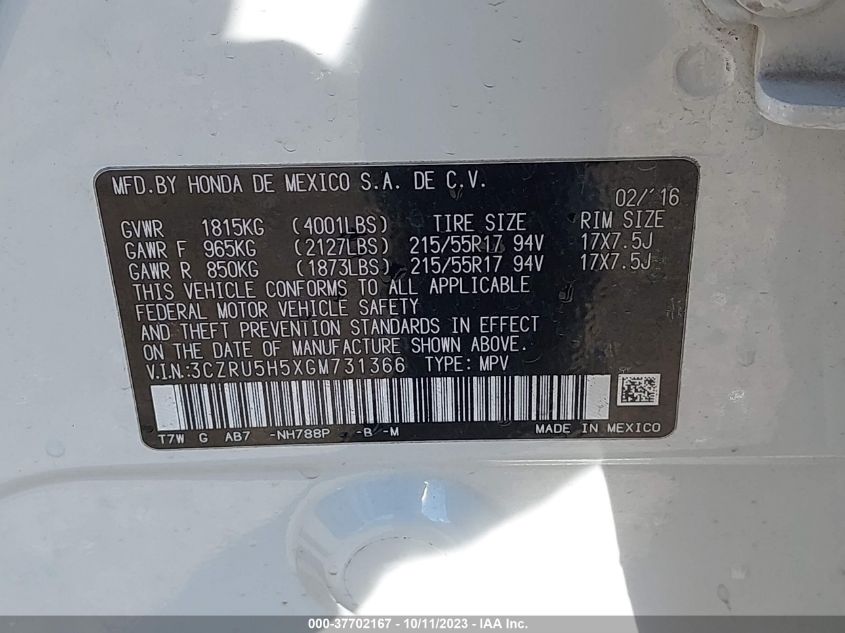 MFD.BY HONDA DE MEXICO S.A. DE C.V.
02/'16
GVWR 1815KG (4001LBS) TIRE SIZE RIM SIZE
GAWR F 965KG (2127LBS) 215/55R17 94V 17X7.5J
GAWR R 850KG (1873LBS) 215/55R17 94V 17X7.5J
THIS VEHICLE CONFORMS TO ALL APPLICABLE
FEDERAL MOTOR VEHICLE SAFETY
AND THEFT PREVENTION STANDARDS IN EFFECT
ON THE DATE OF MANUFACTURE SHOWN ABOVE.
V.I.N:3CZRU5H5XGM731366 TYPE: MPV
T7W G AB7 -NH788P -B -M MADE IN MEXICO
000-37702167 - 10/11/2023 - IAA Inc.